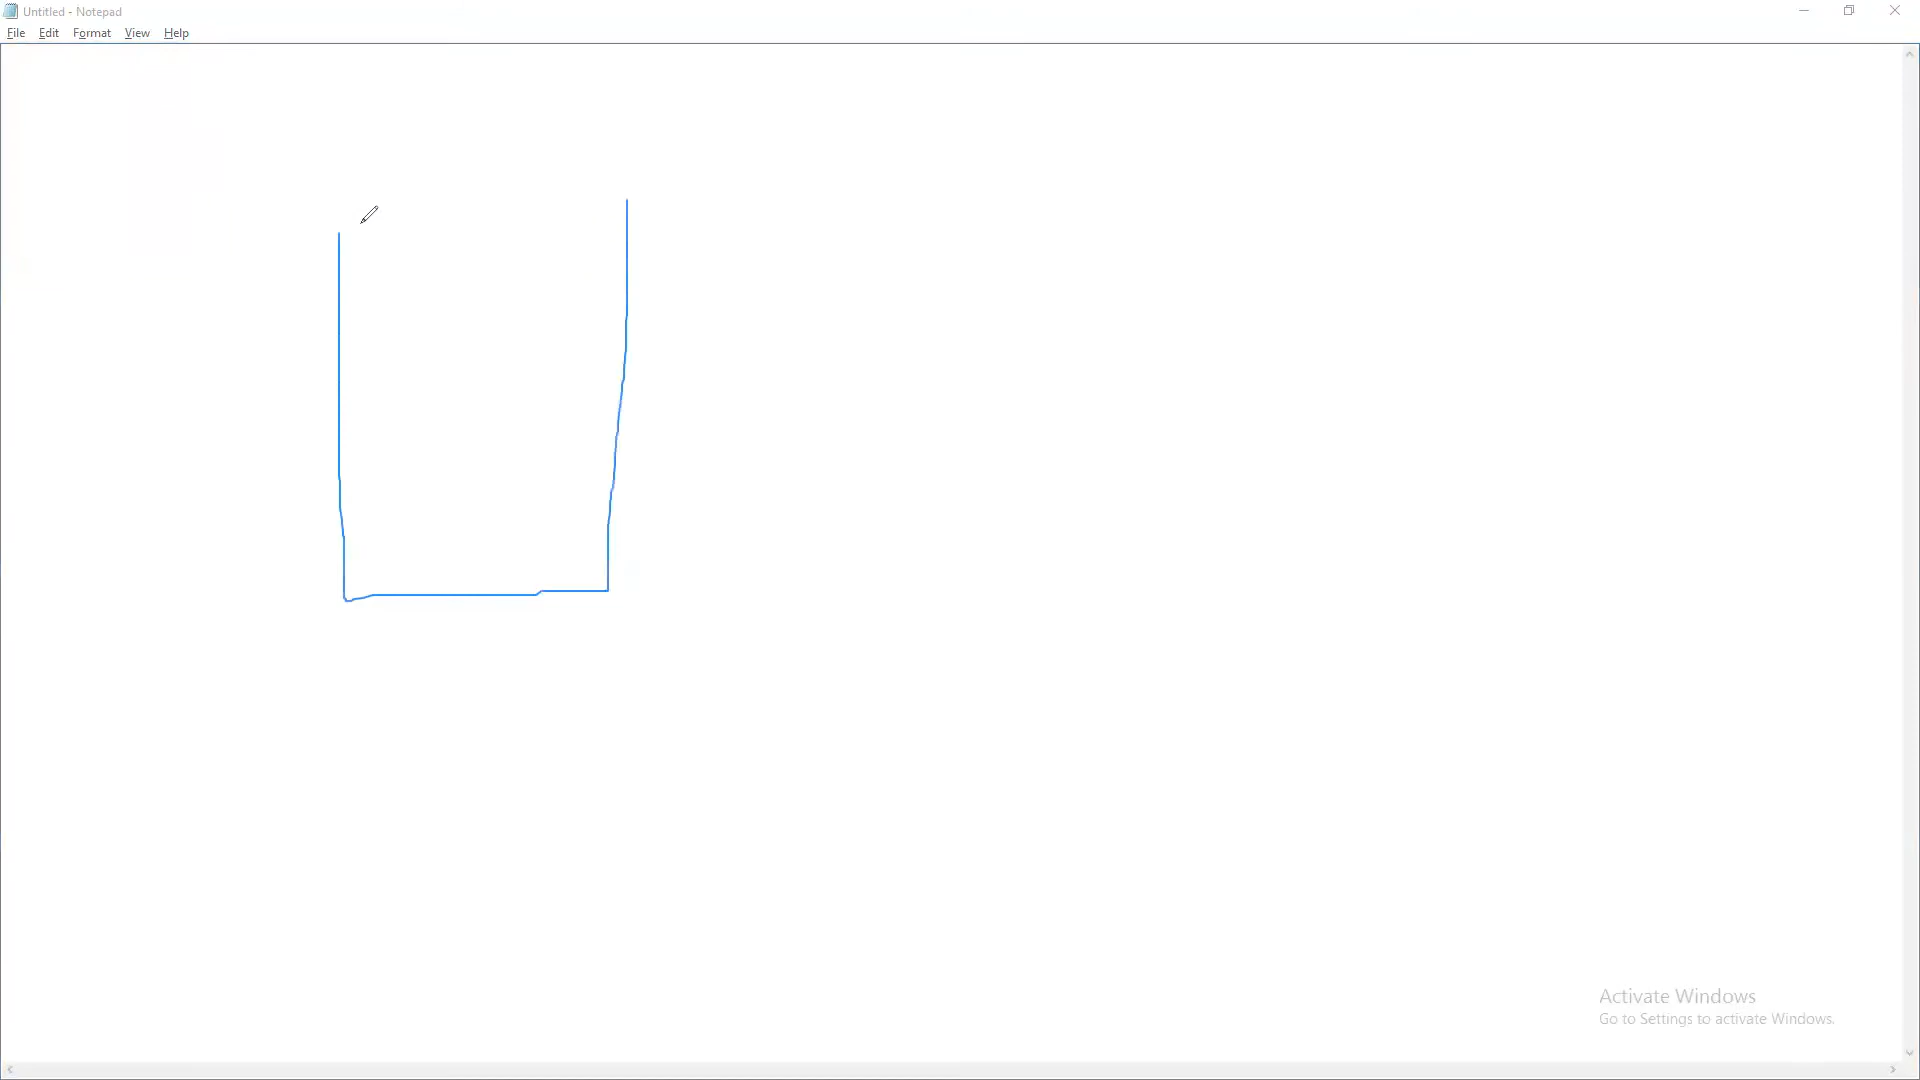 Untitled - Notepad
File Edit Format View Help
Activate Windows
Go to Settings to activate Windows.